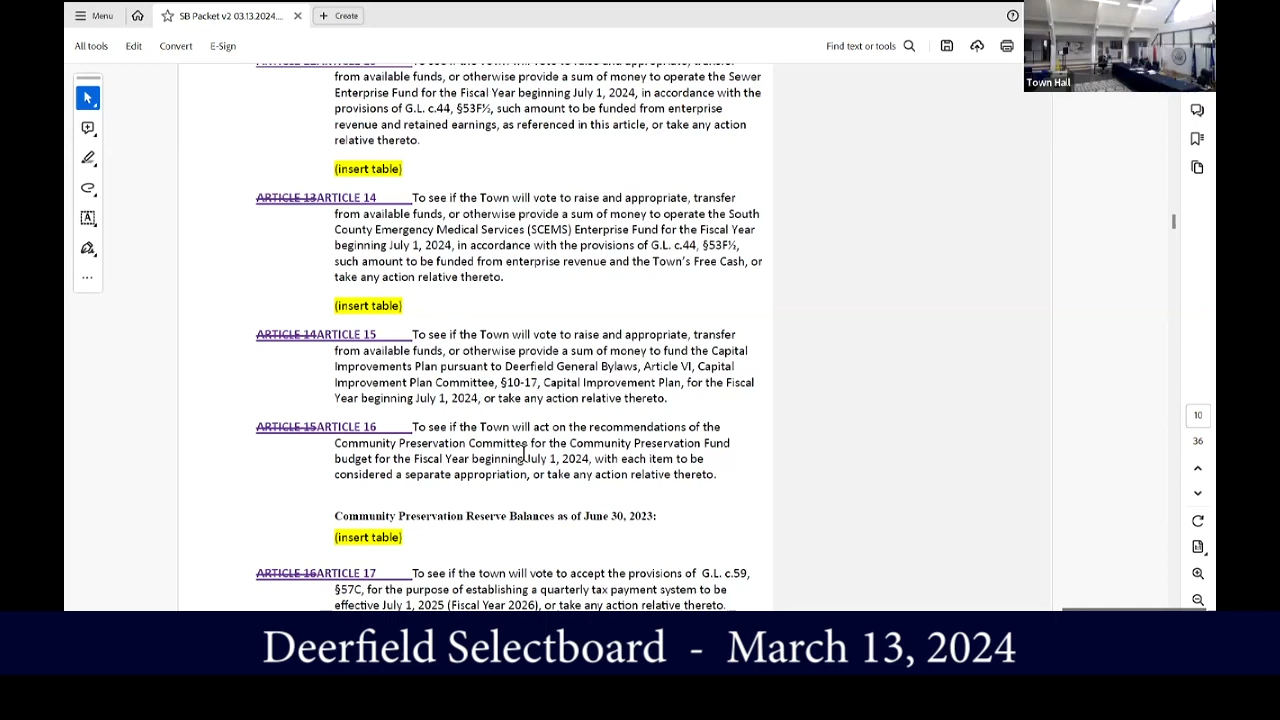 Menu
SB Packet v2 03.13.2024...
Create
All tools
Edit
Convert
E-Sign
Find text or tools
Town Hall
from available funds, or otherwise provide a sum of money to operate the Sewer
Enterprise Fund for the Fiscal Year beginning July 1, 2024, in accordance with the
provisions of G.L. c.44, §53F½, such amount to be funded from enterprise
revenue and retained earnings, as referenced in this article, or take any action
relative thereto.
(insert table)
ARTICLE 13ARTICLE 14 To see if the Town will vote to raise and appropriate, transfer
from available funds, or otherwise provide a sum of money to operate the South
County Emergency Medical Services (SCEMS) Enterprise Fund for the Fiscal Year
beginning July 1, 2024, in accordance with the provisions of G.L. c.44, §53F½,
such amount to be funded from enterprise revenue and the Town's Free Cash, or
take any action relative thereto.
(insert table)
ARTICLE 14ARTICLE 15 To see if the Town will vote to raise and appropriate, transfer
from available funds, or otherwise provide a sum of money to fund the Capital
Improvements Plan pursuant to Deerfield General Bylaws, Article VI, Capital
Improvement Plan Committee, §10-17, Capital Improvement Plan, for the Fiscal
Year beginning July 1, 2024, or take any action relative thereto.
ARTICLE 15ARTICLE 16 To see if the Town will act on the recommendations of the
Community Preservation Committee for the Community Preservation Fund
budget for the Fiscal Year beginning July 1, 2024, with each item to be
considered a separate appropriation, or take any action relative thereto.
Community Preservation Reserve Balances as of June 30, 2023:
(insert table)
ARTICLE 16ARTICLE 17 To see if the town will vote to accept the provisions of G.L. c.59,
§57C, for the purpose of establishing a quarterly tax payment system to be
effective July 1, 2025 (Fiscal Year 2026), or take any action relative thereto.
10
36
Deerfield Selectboard - March 13, 2024